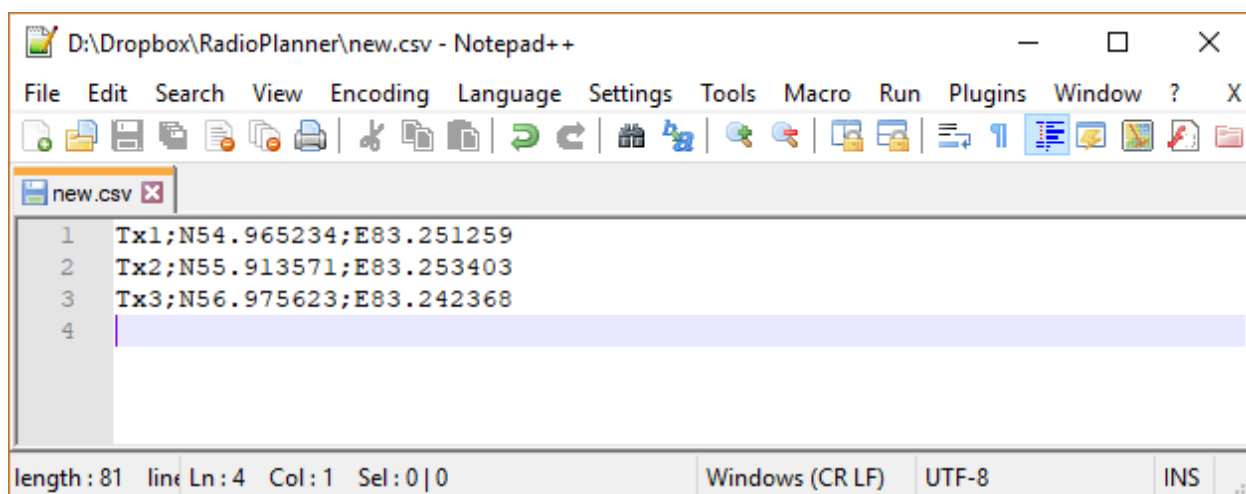 D:\Dropbox\RadioPlanner\new.csv - Notepad++
File Edit Search View Encoding Language Settings Tools Macro Run Plugins Window ? X
new.csv
1 Tx1;N54.965234;E83.251259
2 Tx2;N55.913571;E83.253403
3 Tx3;N56.975623;E83.242368
4
length : 81 line Ln : 4 Col : 1 Sel : 0 | 0 Windows (CR LF) UTF-8 INS